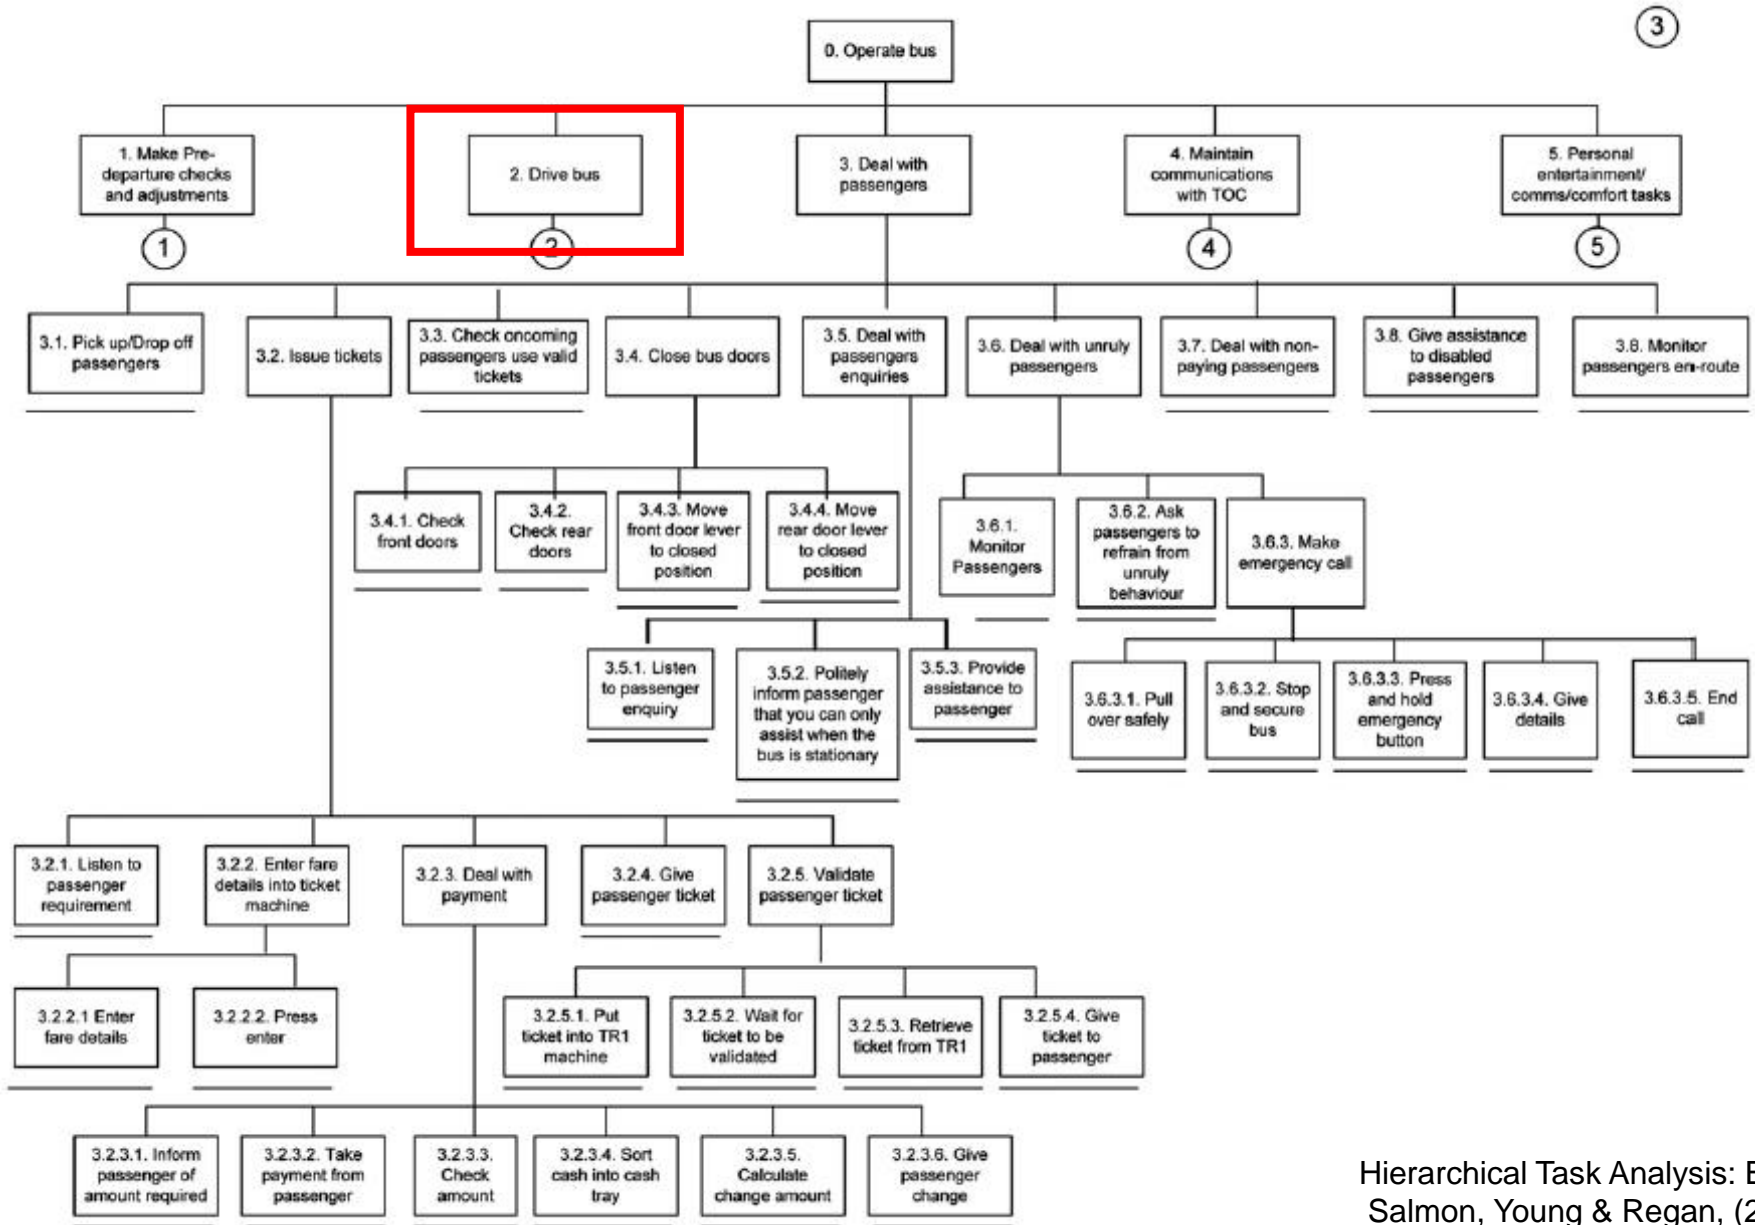 3
0. Operate bus
1. Make Pre-
departure checks
and adjustments
2. Drive bus
3. Deal with
passengers
4. Maintain
communications
with TOC
5. Personal
entertainment/
comms/comfort tasks
1
2
4
5
3.1. Pick up/Drop off
passengers
3.2. Issue tickets
3.3. Check oncoming
passengers use valid
tickets
3.4. Close bus doors
3.5. Deal with
passengers
enquiries
3.6. Deal with unruly
passengers
3.7. Deal with non-
paying passengers
3.8. Give assistance
to disabled
passengers
3.8. Monitor
passengers en-route
3.4.1. Check
front doors
3.4.2.
Check rear
doors
3.4.3. Move
front door lever
to closed
position
3.4.4. Move
rear door lever
to closed
position
3.6.1.
Monitor
Passengers
3.6.2. Ask
passengers to
refrain from
unruly
behaviour
3.6.3. Make
emergency call
3.5.1. Listen
to passenger
enquiry
3.5.2. Politely
inform passenger
that you can only
assist when the
bus is stationary
3.5.3. Provide
assistance to
passenger
3.6.3.1. Pull
over safely
3.6.3.2. Stop
and secure
bus
3.6.3.3. Press
and hold
emergency
button
3.6.3.4. Give
details
3.6.3.5. End
call
3.2.1. Listen to
passenger
requirement
3.2.2. Enter fare
details into ticket
machine
3.2.3. Deal with
payment
3.2.4. Give
passenger ticket
3.2.5. Validate
passenger ticket
3.2.2.1 Enter
fare details
3.2.2.2. Press
enter
3.2.5.1. Put
ticket into TR1
machine
3.2.5.2. Wait for
ticket to be
validated
3.2.5.3. Retrieve
ticket from TR1
3.2.5.4. Give
ticket to
passenger
3.2.3.1. Inform
passenger of
amount required
3.2.3.2. Take
payment from
passenger
3.2.3.3.
Check
amount
3.2.3.4. Sort
cash into cash
tray
3.2.3.5.
Calculate
change amount
3.2.3.6. Give
passenger
change
Hierarchical Task Analysis:
Salmon, Young & Regan, (2